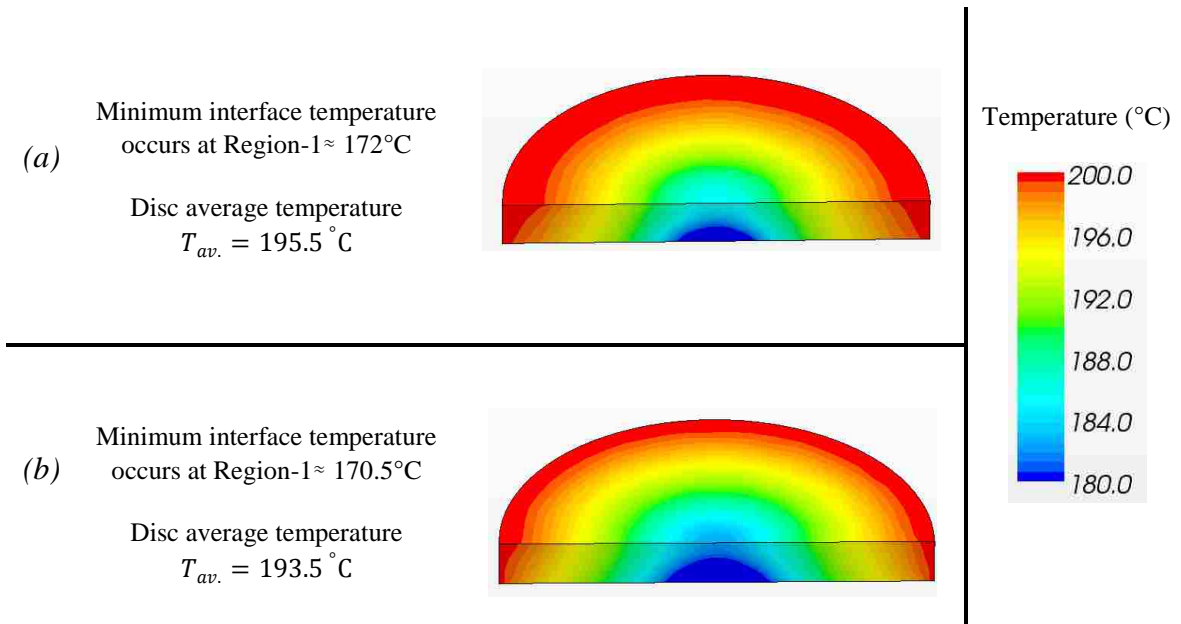 (a)
Minimum interface temperature
occurs at Region-1≈ 172°C
Disc average temperature
T_av. = 195.5 °C
(b)
Minimum interface temperature
occurs at Region-1≈ 170.5°C
Disc average temperature
T_av. = 193.5 °C
Temperature (°C)
200.0
196.0
192.0
188.0
184.0
180.0